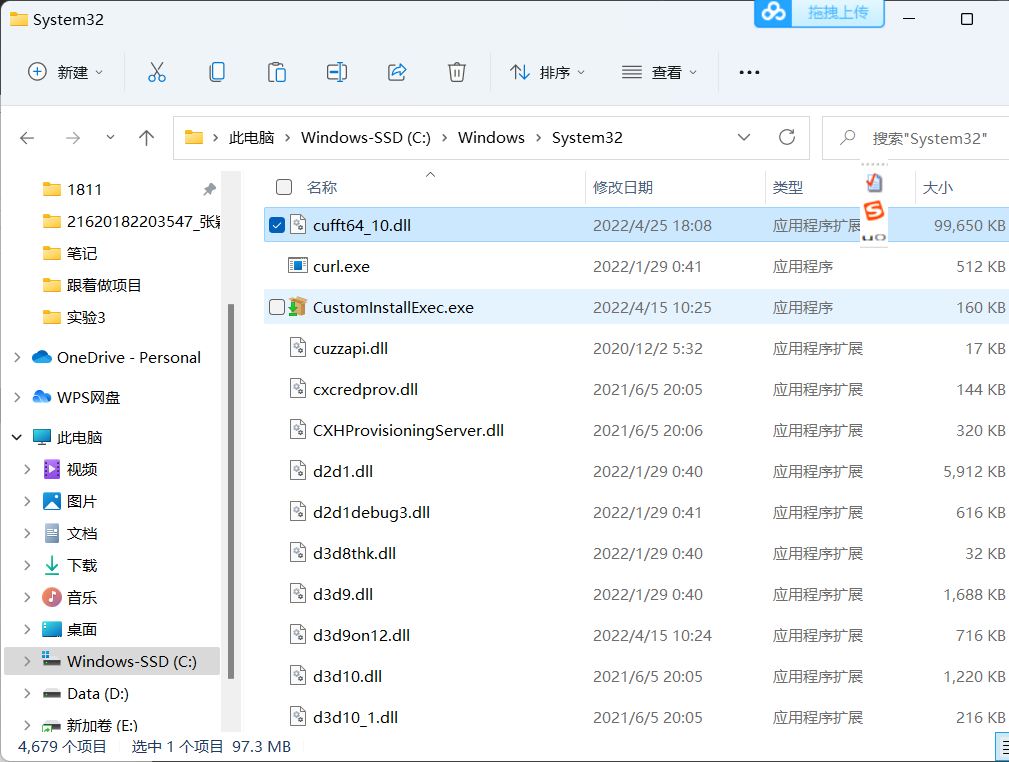 System32
拖拽上传
新建
排序
查看
此电脑 Windows-SSD (C:) Windows System32
搜索"System32"
1811
21620182203547_张
笔记
跟着做项目
实验3
OneDrive - Personal
WPS网盘
此电脑
视频
图片
文档
下载
音乐
桌面
Windows-SSD (C:)
Data (D:)
新加卷 (E:)
名称 修改日期 类型 大小
cufft64_10.dll 2022/4/25 18:08 应用程序扩展 99,650 KB
curl.exe 2022/1/29 0:41 应用程序 512 KB
CustomInstallExec.exe 2022/4/15 10:25 应用程序 160 KB
cuzzapi.dll 2020/12/2 5:32 应用程序扩展 17 KB
cxcredprov.dll 2021/6/5 20:05 应用程序扩展 144 KB
CXHProvisioningServer.dll 2021/6/5 20:06 应用程序扩展 320 KB
d2d1.dll 2022/1/29 0:40 应用程序扩展 5,912 KB
d2d1debug3.dll 2022/1/29 0:41 应用程序扩展 616 KB
d3d8thk.dll 2022/1/29 0:40 应用程序扩展 32 KB
d3d9.dll 2022/1/29 0:40 应用程序扩展 1,688 KB
d3d9on12.dll 2022/4/15 10:24 应用程序扩展 716 KB
d3d10.dll 2021/6/5 20:05 应用程序扩展 1,220 KB
d3d10_1.dll 2021/6/5 20:05 应用程序扩展 216 KB
4,679 个项目 选中 1 个项目 97.3 MB